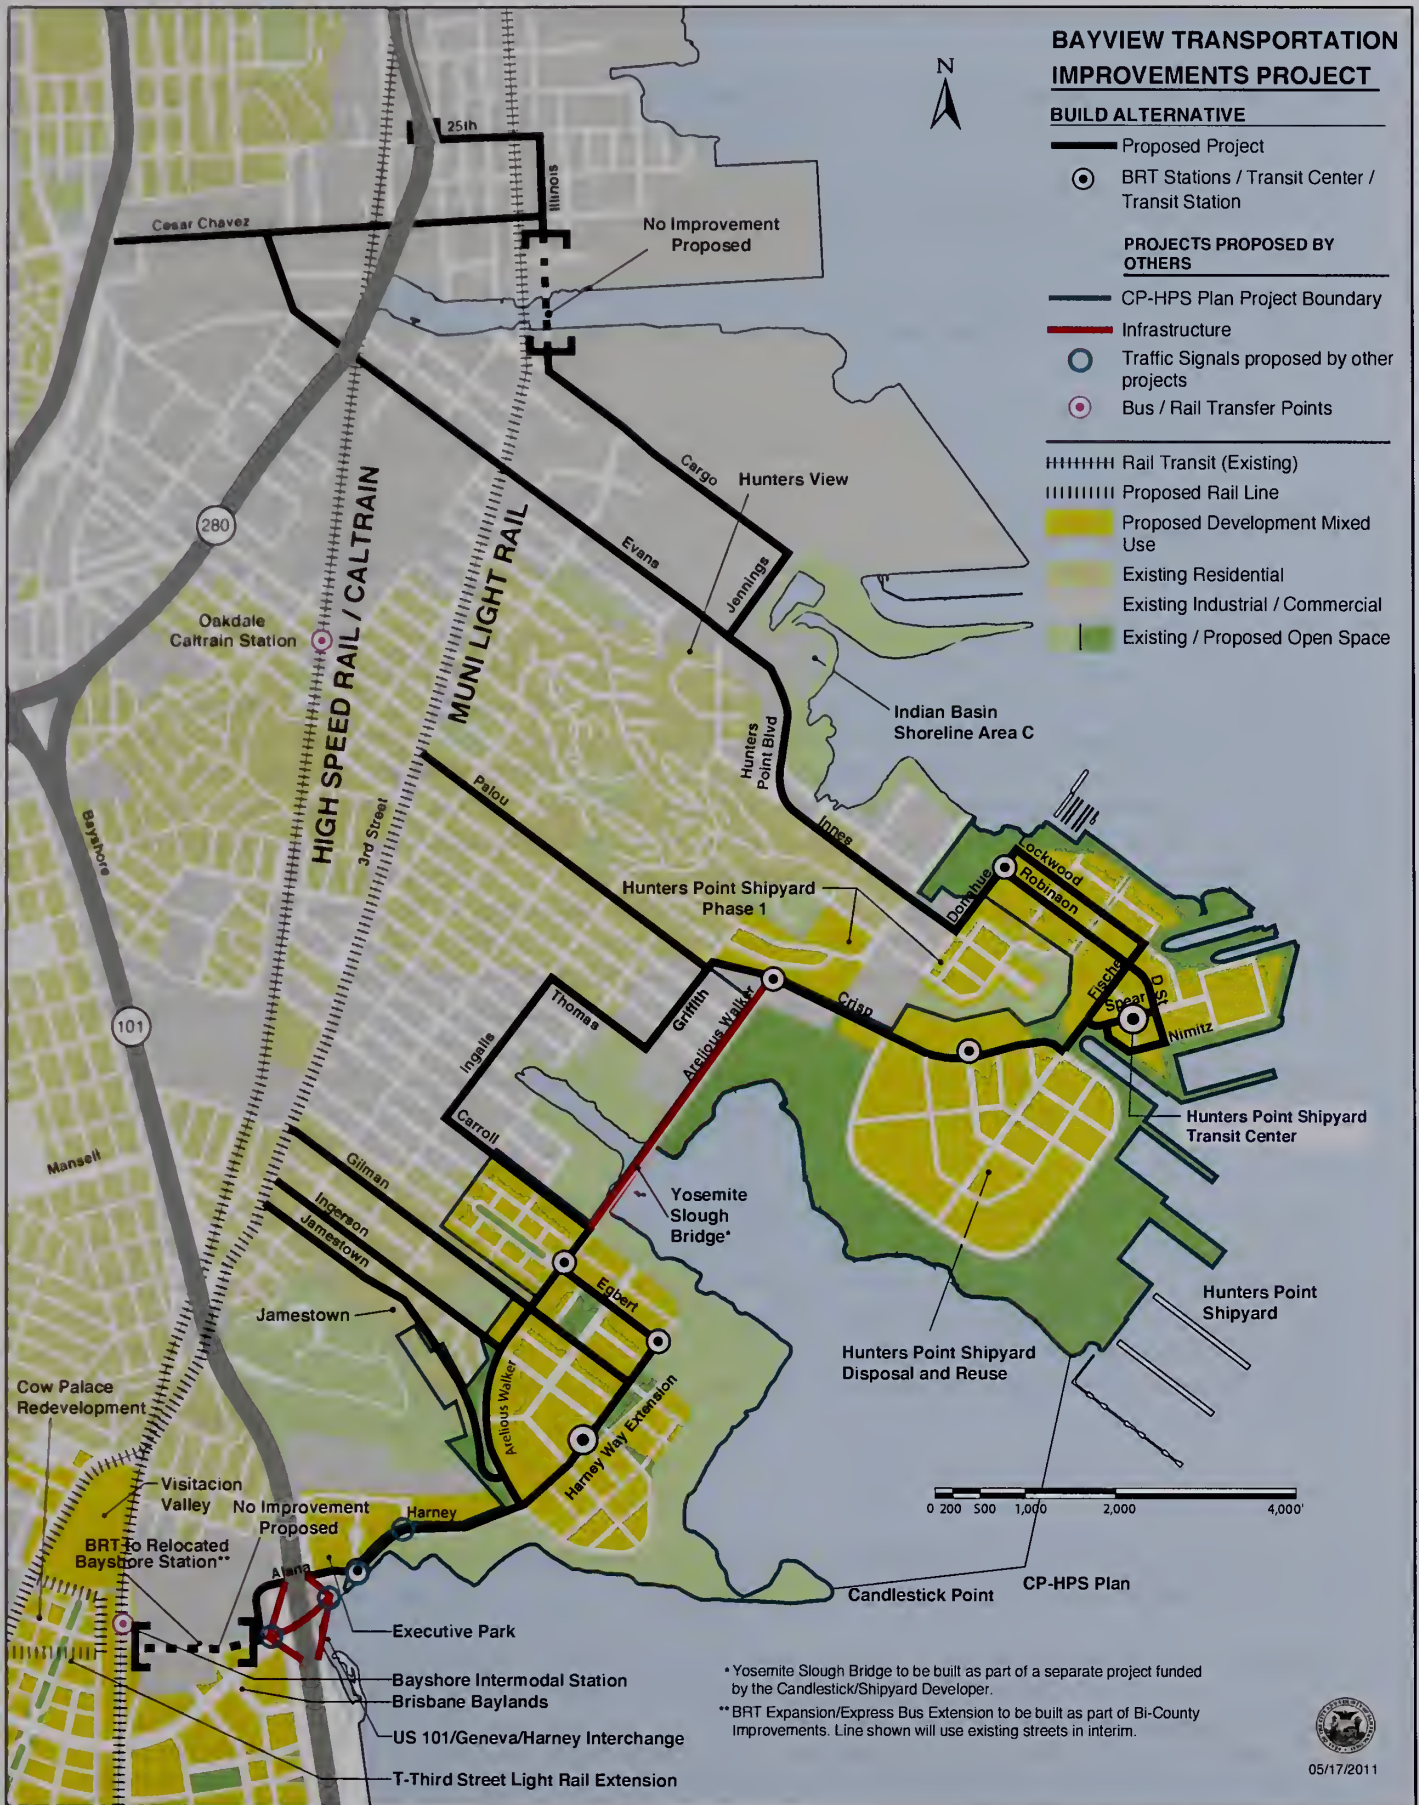 BAYVIEW TRANSPORTATION
IMPROVEMENTS PROJECT
BUILD ALTERNATIVE
Proposed Project
BRT Stations / Transit Center /
Transit Station
PROJECTS PROPOSED BY
OTHERS
CP-HPS Plan Project Boundary
Infrastructure
Traffic Signals proposed by other
projects
Bus / Rail Transfer Points
Rail Transit (Existing)
Proposed Rail Line
Proposed Development Mixed
Use
Existing Residential
Existing Industrial / Commercial
Existing / Proposed Open Space
N
25th
Illinois
Cesar Chavez
No Improvement
Proposed
Cargo
Hunters View
Evans
Jennings
280
Oakdale
Caltrain Station
HIGH SPEED RAIL / CALTRAIN
MUNI LIGHT RAIL
3rd Street
Indian Basin
Shoreline Area C
Hunters
Point Blvd
Palou
Innes
Bayshore
Lockwood
Robinson
Donahue
Hunters Point Shipyard
Phase 1
Fischer
D St
Spear
Nimitz
Crisp
Griffith
Thomas
Arelious Walker
Ingalls
101
Carroll
Hunters Point Shipyard
Transit Center
Mansell
Gilman
Ingerson
Jamestown
Yosemite
Slough
Bridge*
Egbert
Hunters Point
Shipyard
Jamestown
Hunters Point Shipyard
Disposal and Reuse
Arelious Walker
Harney Way Extension
Cow Palace
Redevelopment
Visitacion
Valley
No Improvement
Proposed
Harney
BRT to Relocated
Bayshore Station**
Alana
0 200 500 1,000 2,000 4,000'
Candlestick Point
CP-HPS Plan
Executive Park
Bayshore Intermodal Station
Brisbane Baylands
US 101/Geneva/Harney Interchange
T-Third Street Light Rail Extension
* Yosemite Slough Bridge to be built as part of a separate project funded
by the Candlestick/Shipyard Developer.
** BRT Expansion/Express Bus Extension to be built as part of Bi-County
Improvements. Line shown will use existing streets in interim.
05/17/2011